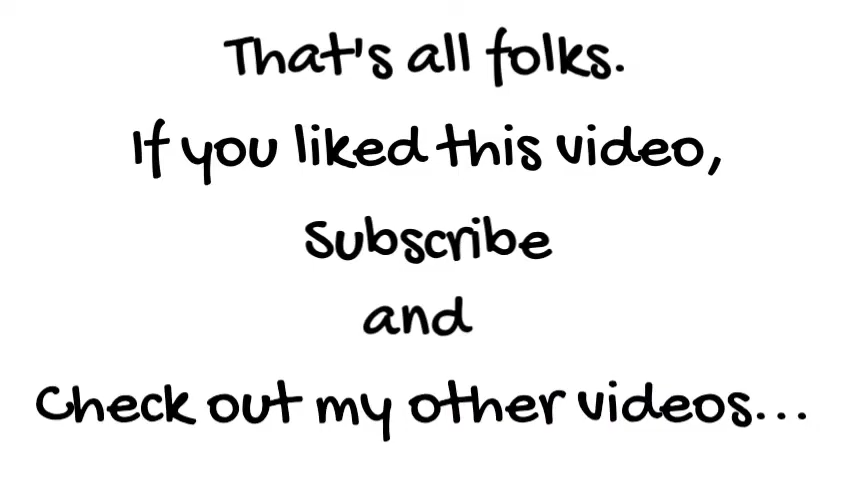 That's all folks.
If you liked this video,
Subscribe
and
Check out my other videos...